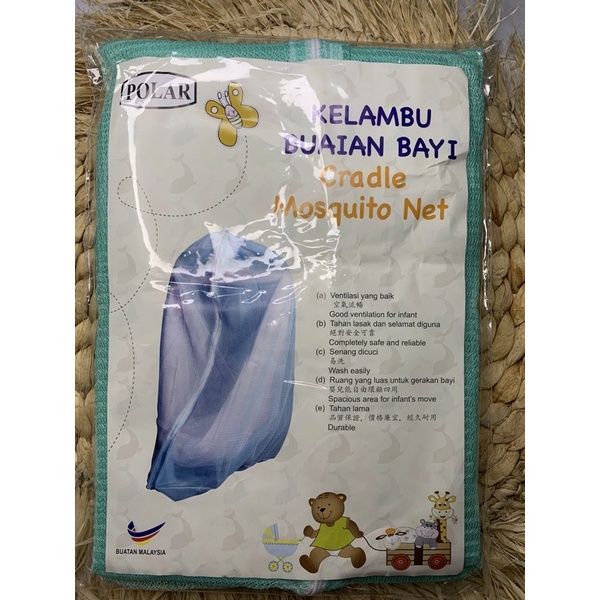 POLAR
KELAMBU
BUAIAN BAYI
Cradle
Mosquito Net
(a) Ventilasi yang baik
空氣流暢
Good ventilation for infant
(b) Tahan lasak dan selamat diguna
絕對安全可靠
Completely safe and reliable
(c) Senang dicuci
易洗
Wash easily
(d) Ruang yang luas untuk gerakan bayi
嬰兒能自由環顧四周
Spacious area for infant's move
(e) Tahan lama
品質保證, 價格廉宜, 經久耐用
Durable
BUATAN MALAYSIA